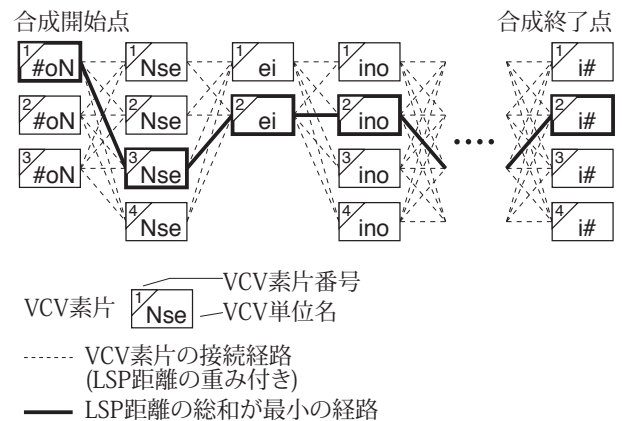 合成開始点 合成終了点
1 #oN 1 Nse 1 ei 1 ino 1 i#
2 #oN 2 Nse 2 ei 2 ino 2 i#
3 #oN 3 Nse 3 ino 3 i#
4 Nse 4 ino 4 i#
VCV素片番号
VCV素片 1 Nse VCV単位名
VCV素片の接続経路
(LSP距離の重み付き)
LSP距離の総和が最小の経路